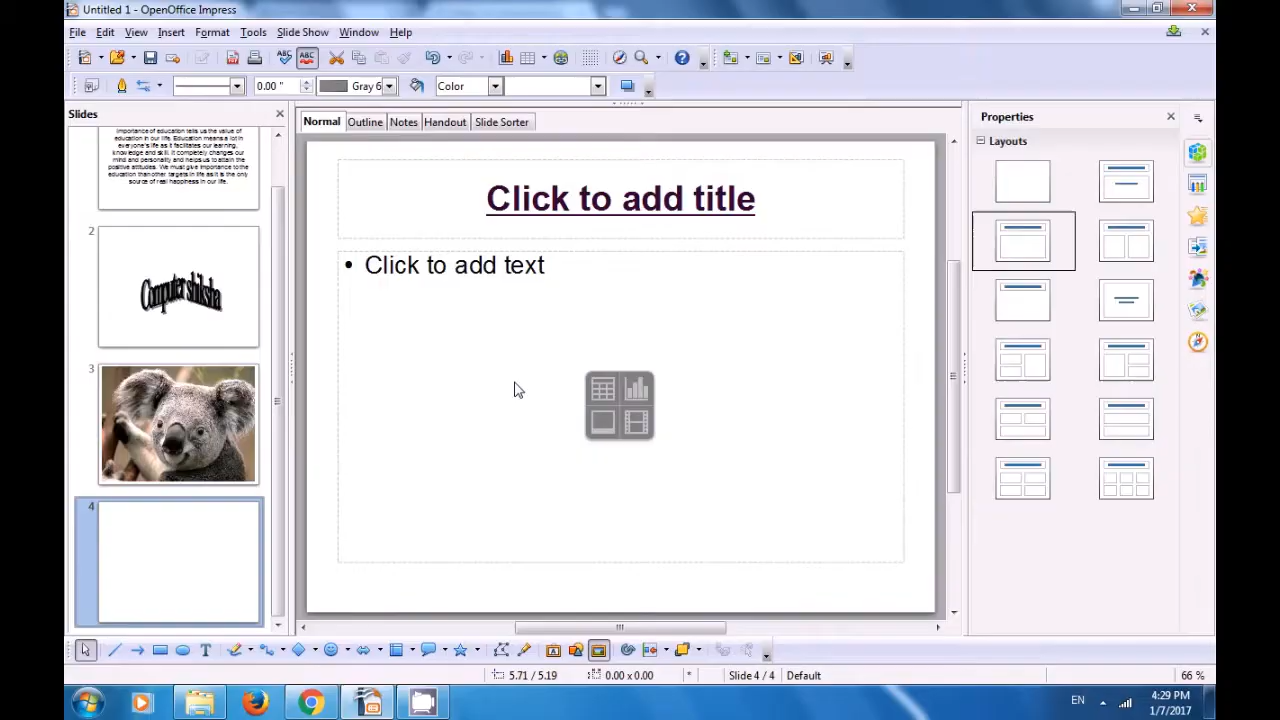 Untitled 1 - OpenOffice Impress
File Edit View Insert Format Tools Slide Show Window Help
0.00 " Gray 6 Color
Slides
Normal Outline Notes Handout Slide Sorter
Properties
Layouts
importance of education tells us the value of
education in our life. Education means a lot in
everyone's life as it facilitates our learning,
knowledge and skill. It completely changes our
mind and personality and helps us to attain the
positive attitudes. We must give importance to the
education than other targets in life as it is the only
source of real happiness in our life.
2
Computer shiksha
3
4
Click to add title
• Click to add text
5.71 / 5.19 0.00 x 0.00 * Slide 4 / 4 Default 66 %
EN 4:29 PM
1/7/2017